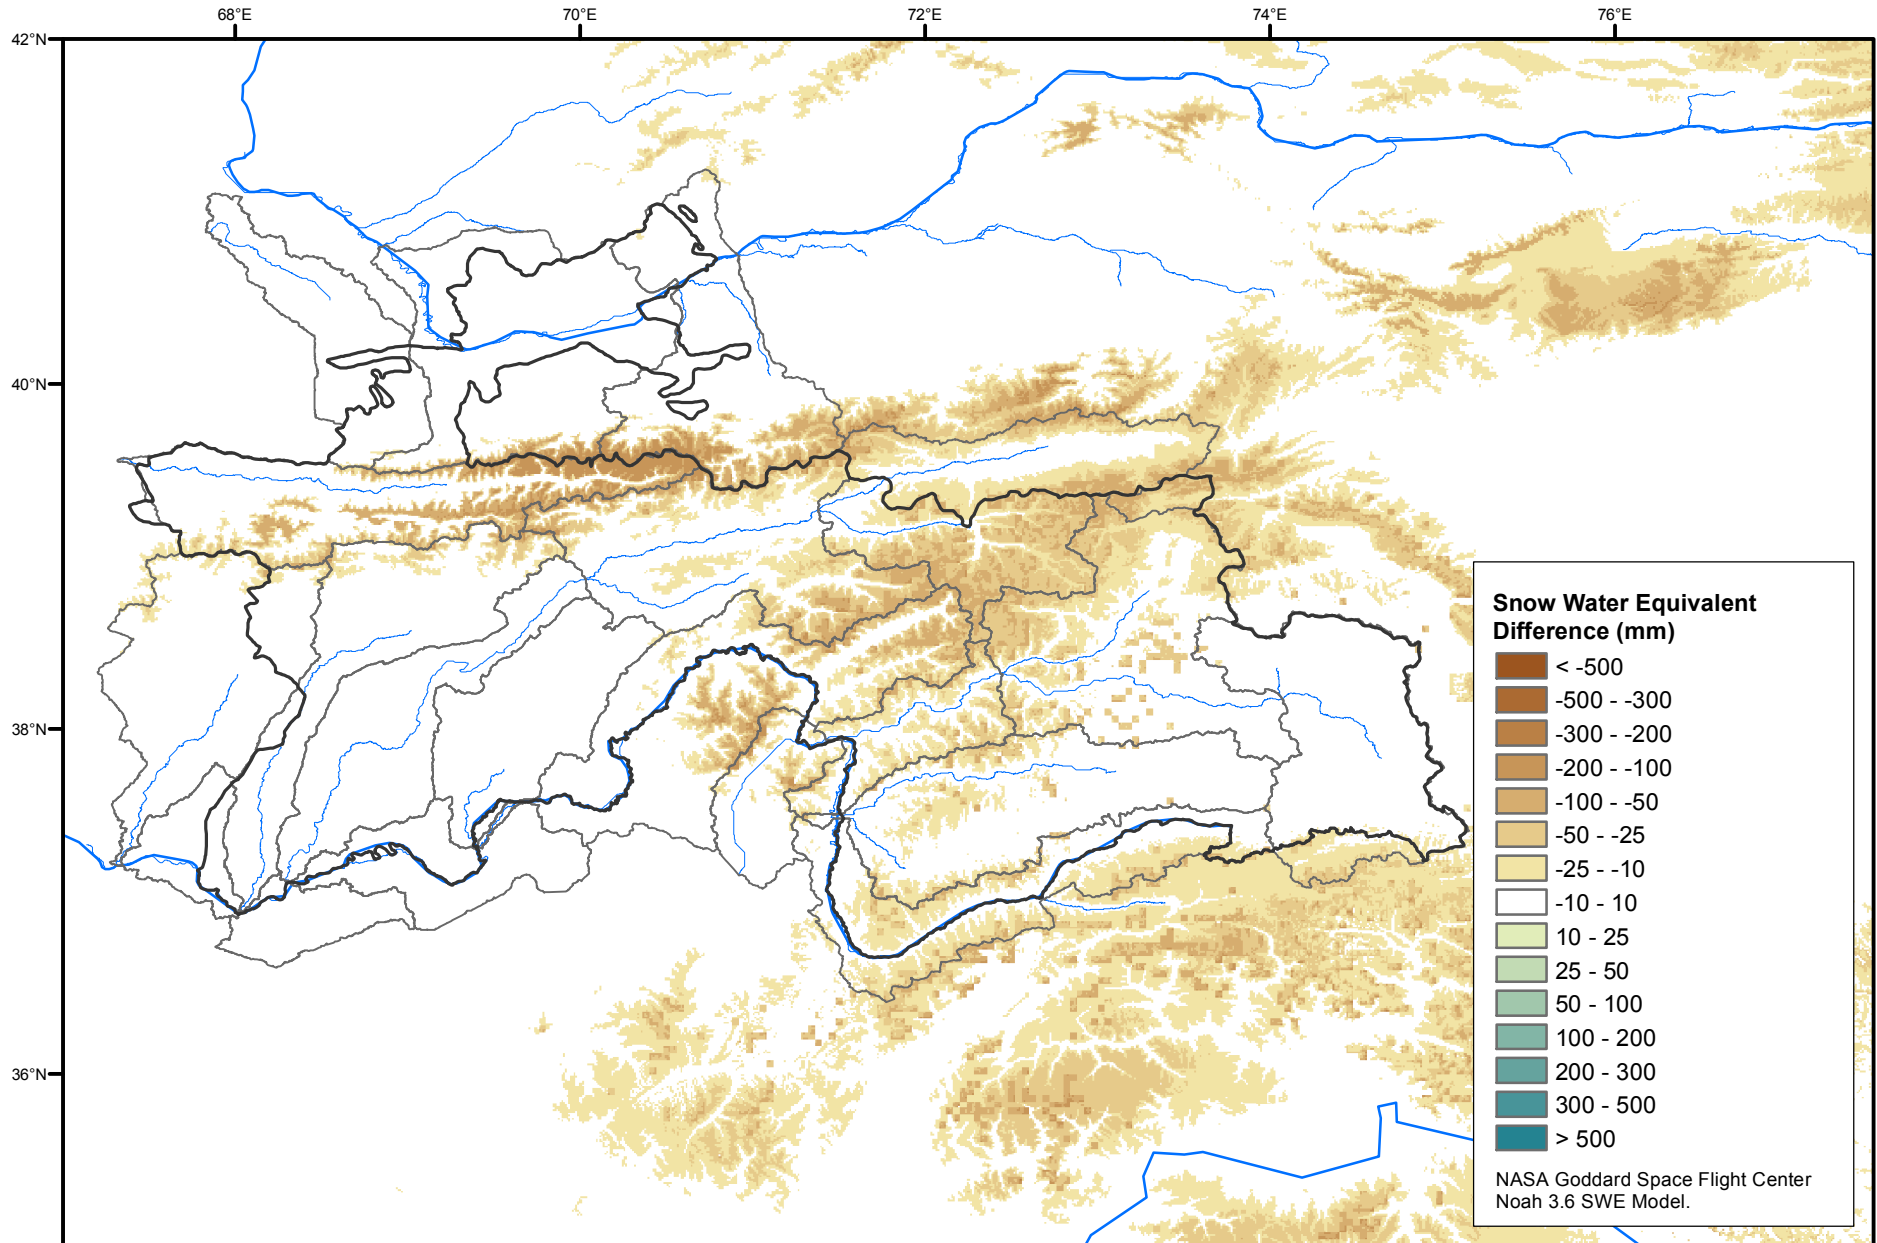 68°E 70°E 72°E 74°E 76°E
42°N
40°N
38°N
36°N
Snow Water Equivalent
Difference (mm)
< -500
-500 - -300
-300 - -200
-200 - -100
-100 - -50
-50 - -25
-25 - -10
-10 - 10
10 - 25
25 - 50
50 - 100
100 - 200
200 - 300
300 - 500
> 500
NASA Goddard Space Flight Center
Noah 3.6 SWE Model.